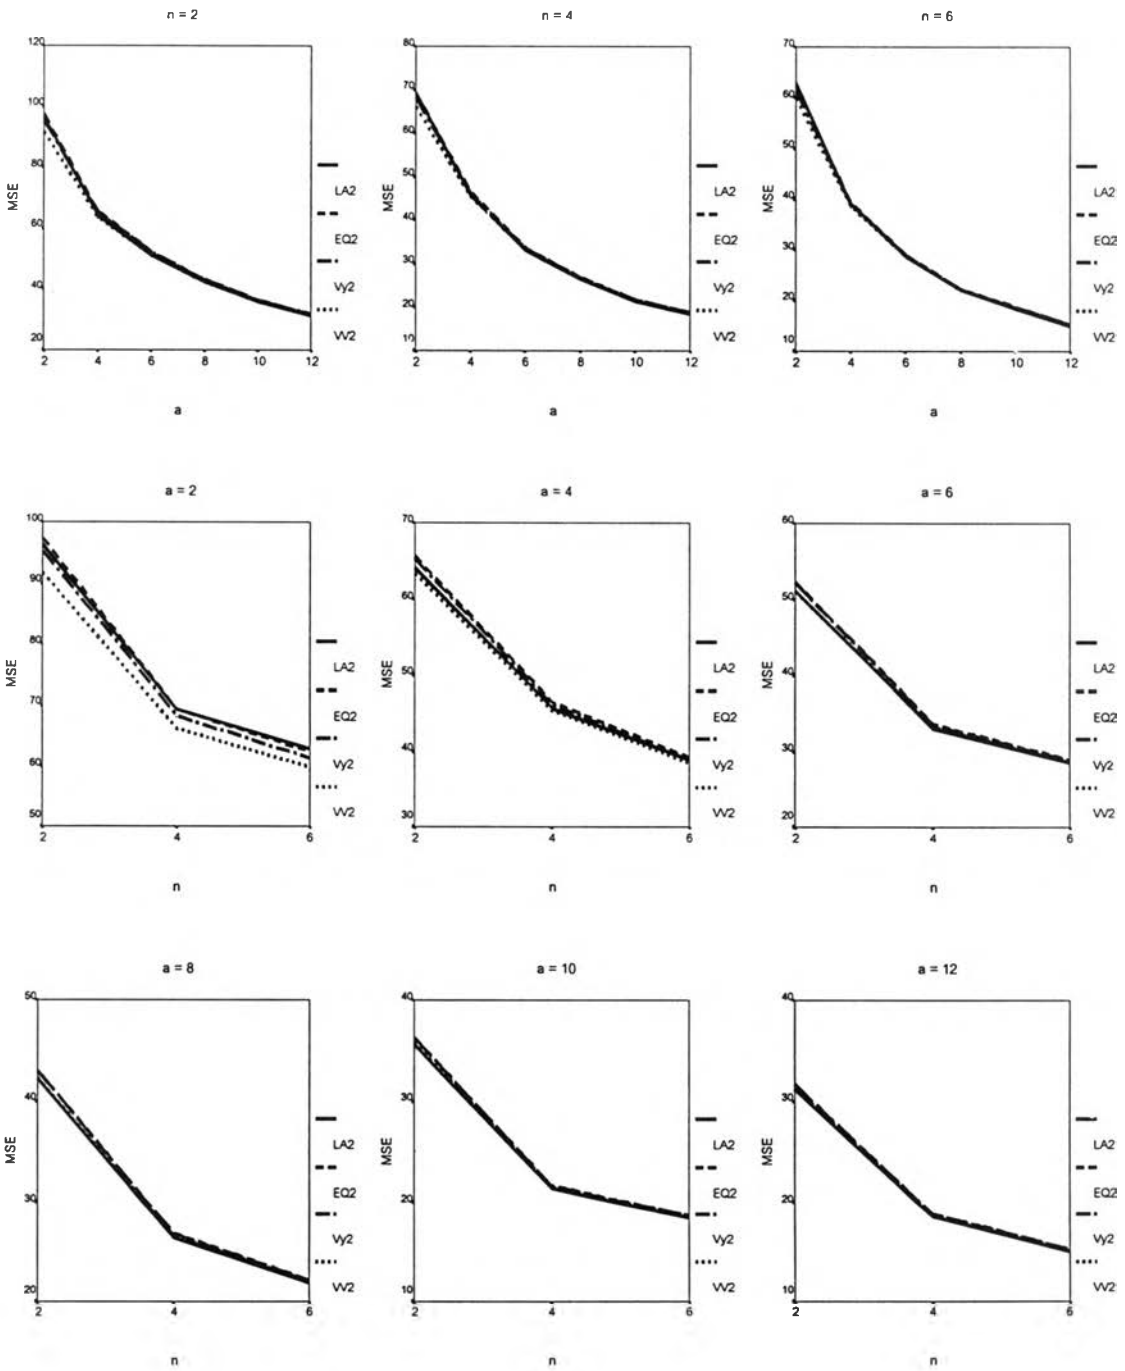 n = 2
n = 4
n = 6
120
100
80
60
40
20
MSE
2 4 6 8 10 12
a
LA2
EQ2
Vy2
VV2
80
70
60
50
40
30
20
10
MSE
2 4 6 8 10 12
a
LA2
EQ2
Vy2
VV2
70
60
50
40
30
20
10
MSE
2 4 6 8 10 12
a
LA2
EQ2
Vy2
VV2
a = 2
a = 4
a = 6
100
90
80
70
60
50
MSE
2 4 6
n
LA2
EQ2
Vy2
VV2
70
60
50
40
30
MSE
2 4 6
n
LA2
EQ2
Vy2
VV2
60
50
40
30
20
MSE
2 4 6
n
LA2
EQ2
Vy2
VV2
a = 8
a = 10
a = 12
50
40
30
20
MSE
2 4 6
n
LA2
EQ2
Vy2
VV2
40
30
20
10
MSE
2 4 6
n
LA2
EQ2
Vy2
VV2
40
30
20
10
MSE
2 4 6
n
LA2
EQ2
Vy2
VV2